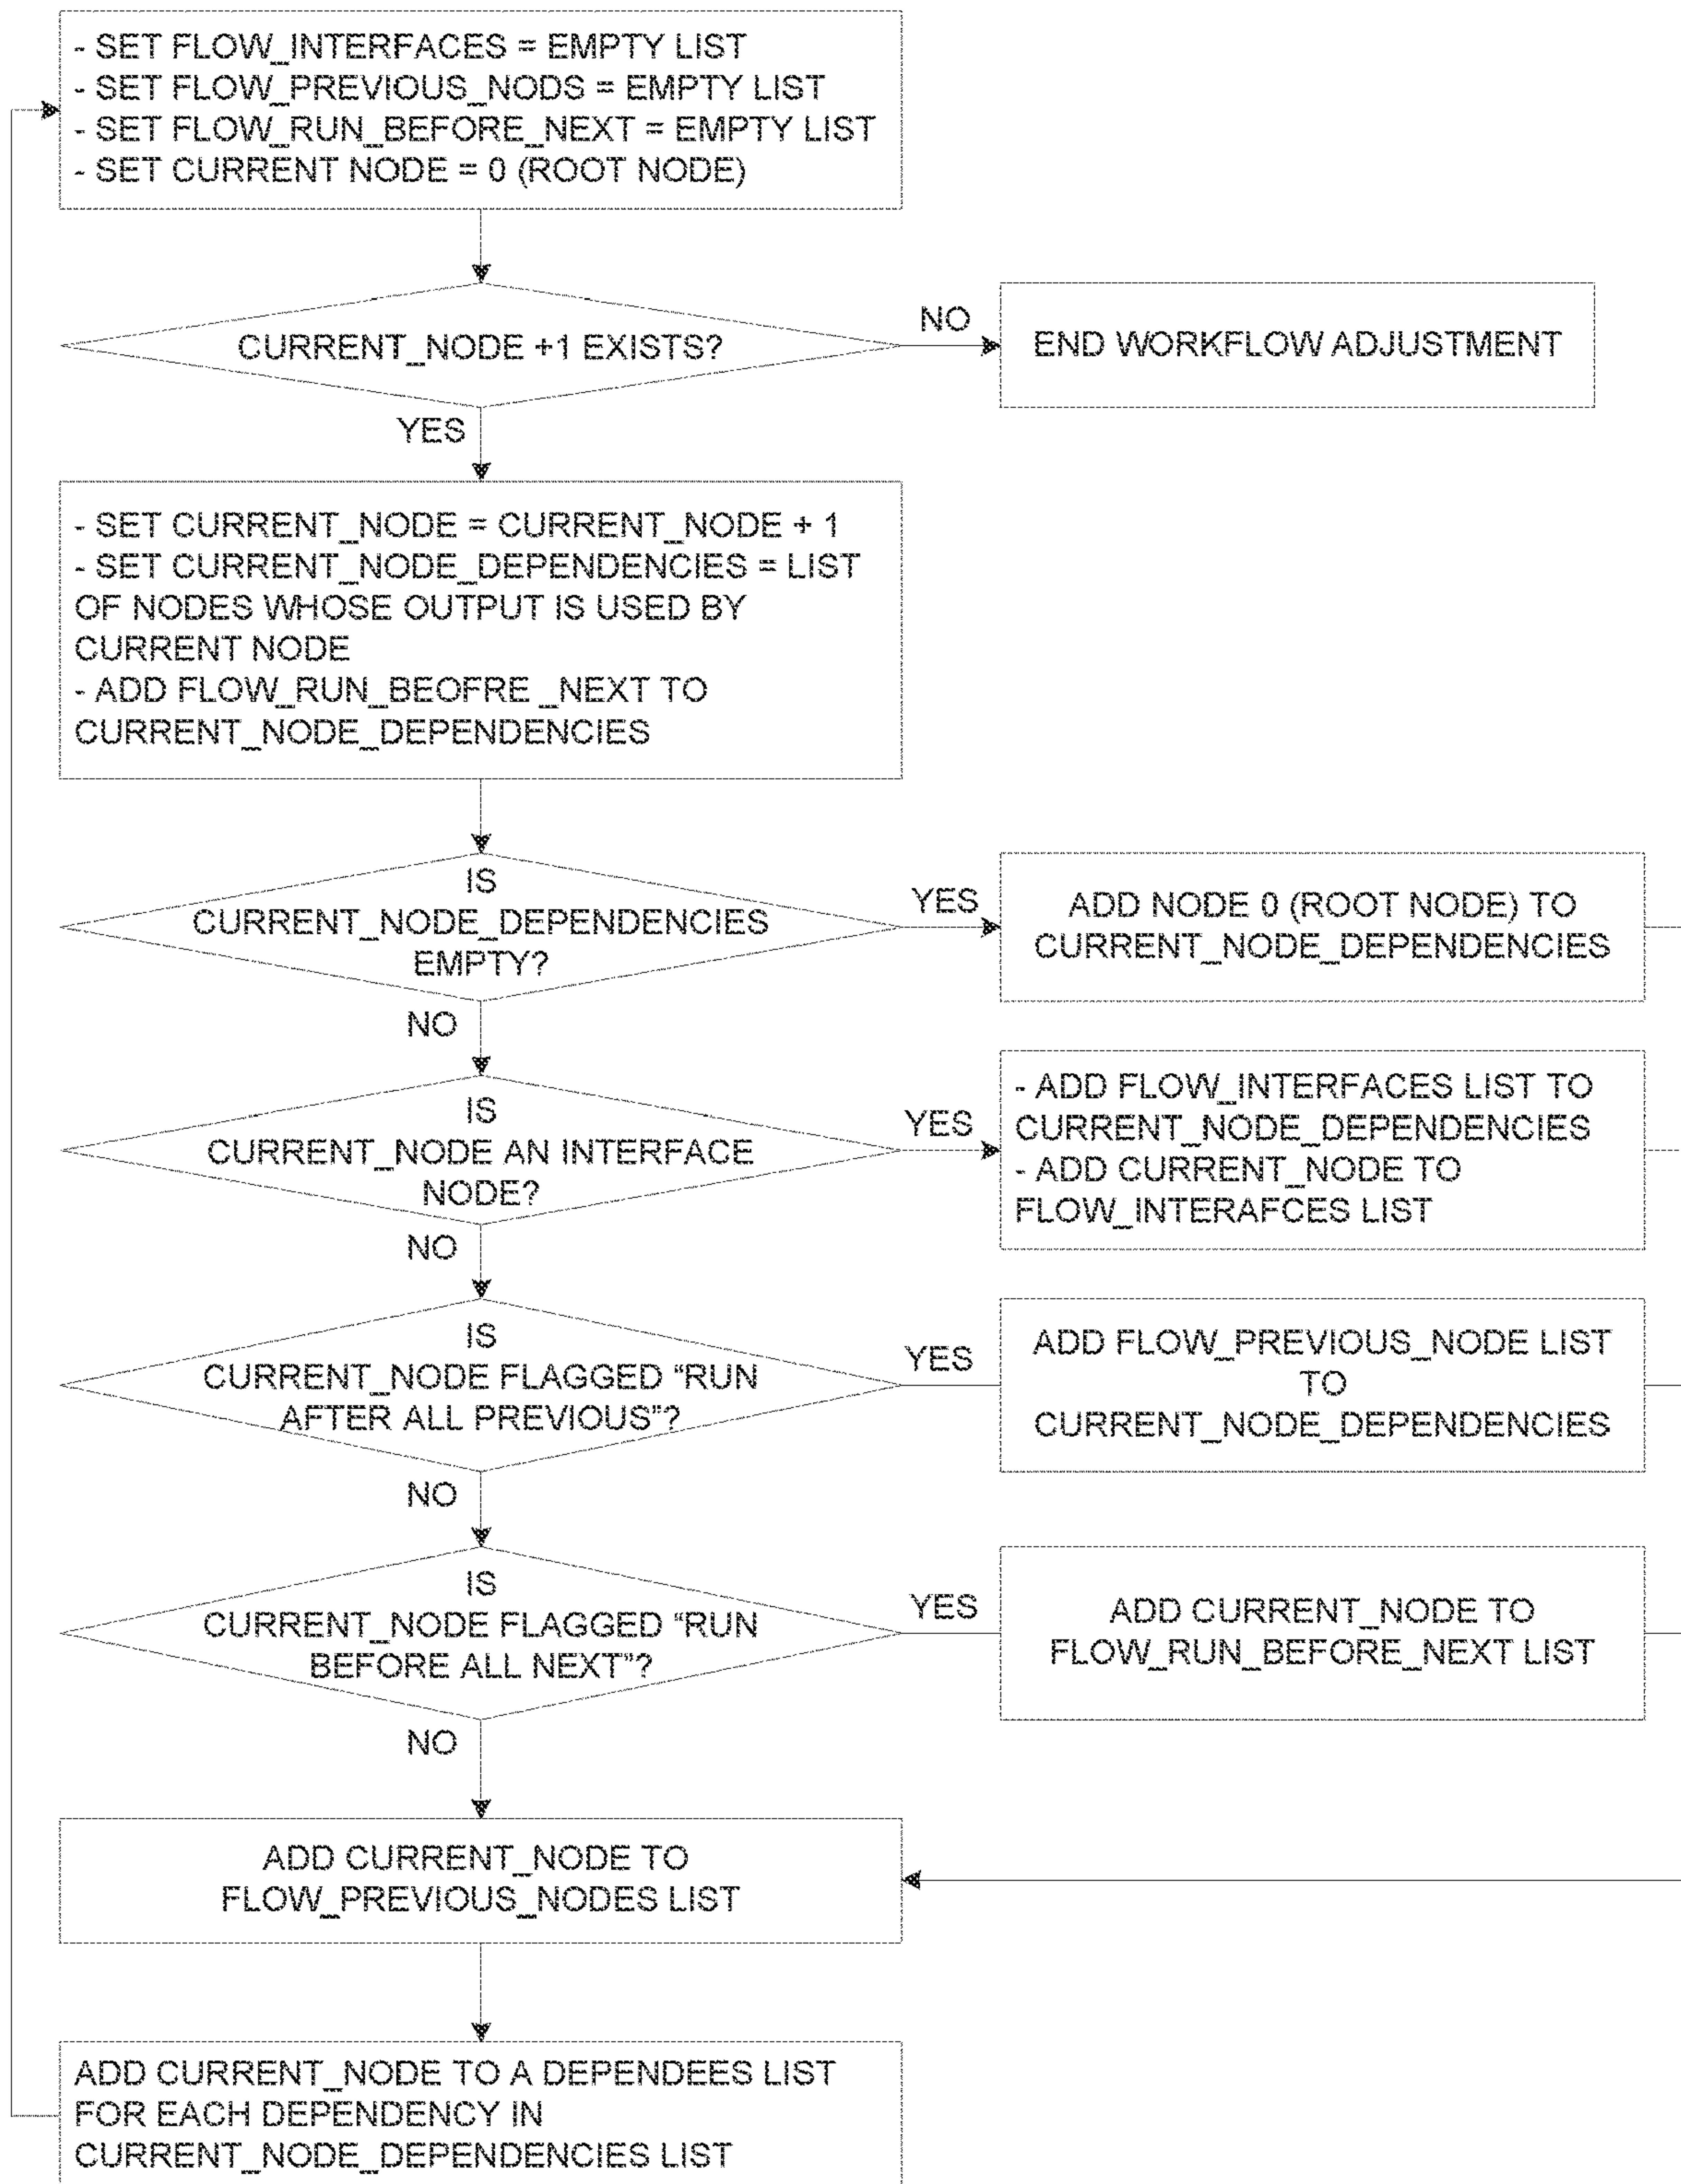 - SET FLOW_INTERFACES = EMPTY LIST
- SET FLOW_PREVIOUS_NODS = EMPTY LIST
- SET FLOW_RUN_BEFORE_NEXT = EMPTY LIST
- SET CURRENT NODE = 0 (ROOT NODE)
CURRENT_NODE +1 EXISTS?
NO
END WORKFLOW ADJUSTMENT
YES
- SET CURRENT_NODE = CURRENT_NODE + 1
- SET CURRENT_NODE_DEPENDENCIES = LIST
OF NODES WHOSE OUTPUT IS USED BY
CURRENT NODE
- ADD FLOW_RUN_BEOFRE _NEXT TO
CURRENT_NODE_DEPENDENCIES
IS
CURRENT_NODE_DEPENDENCIES
EMPTY?
YES
ADD NODE 0 (ROOT NODE) TO
CURRENT_NODE_DEPENDENCIES
NO
IS
CURRENT_NODE AN INTERFACE
NODE?
YES
- ADD FLOW_INTERFACES LIST TO
CURRENT_NODE_DEPENDENCIES
- ADD CURRENT_NODE TO
FLOW_INTERAFCES LIST
NO
IS
CURRENT_NODE FLAGGED “RUN
AFTER ALL PREVIOUS”?
YES
ADD FLOW_PREVIOUS_NODE LIST
TO
CURRENT_NODE_DEPENDENCIES
NO
IS
CURRENT_NODE FLAGGED “RUN
BEFORE ALL NEXT”?
YES
ADD CURRENT_NODE TO
FLOW_RUN_BEFORE_NEXT LIST
NO
ADD CURRENT_NODE TO
FLOW_PREVIOUS_NODES LIST
ADD CURRENT_NODE TO A DEPENDEES LIST
FOR EACH DEPENDENCY IN
CURRENT_NODE_DEPENDENCIES LIST